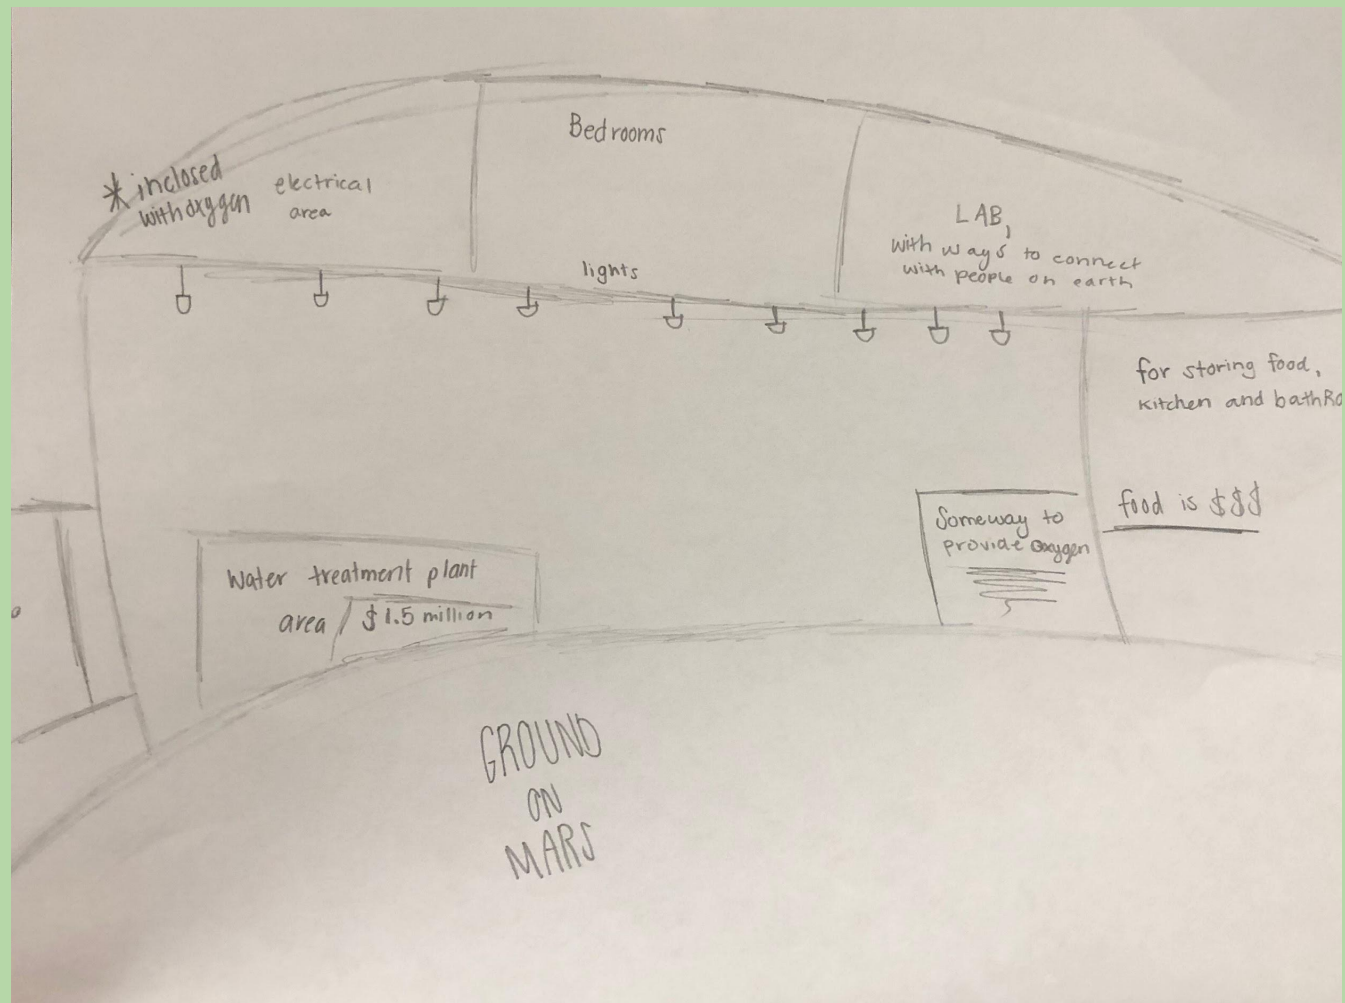 Bedrooms
* inclosed
with oxygen
electrical
area
LAB,
with ways to connect
with people on earth
lights
for storing food,
kitchen and bathRo
food is $$$
Someway to
provide oxygen
Water treatment plant
area / $1.5 million
GROUND
ON
MARS